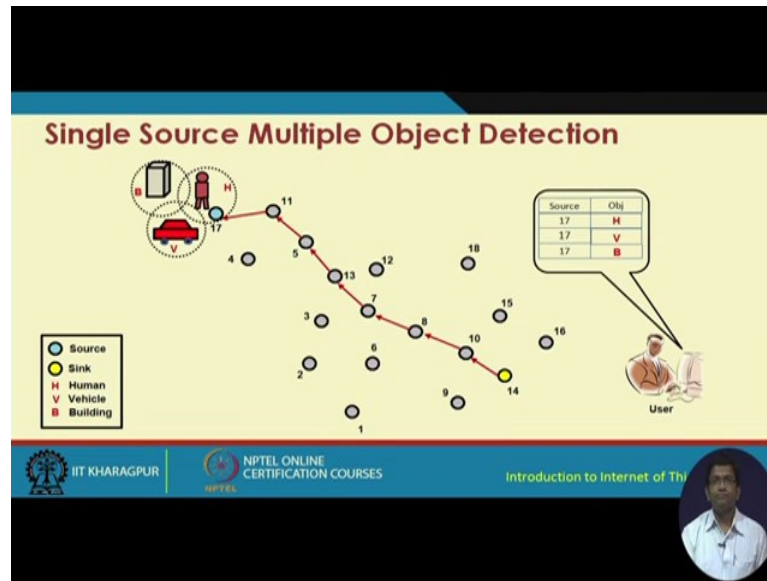 Single Source Multiple Object Detection
B
H
V
17
11
4
5
13
12
18
3
7
8
15
16
10
2
6
14
9
1
Source Obj
17 H
17 V
17 B
User
Source
Sink
H Human
V Vehicle
B Building
IIT KHARAGPUR
NPTEL
NPTEL ONLINE
CERTIFICATION COURSES
Introduction to Internet of Thi